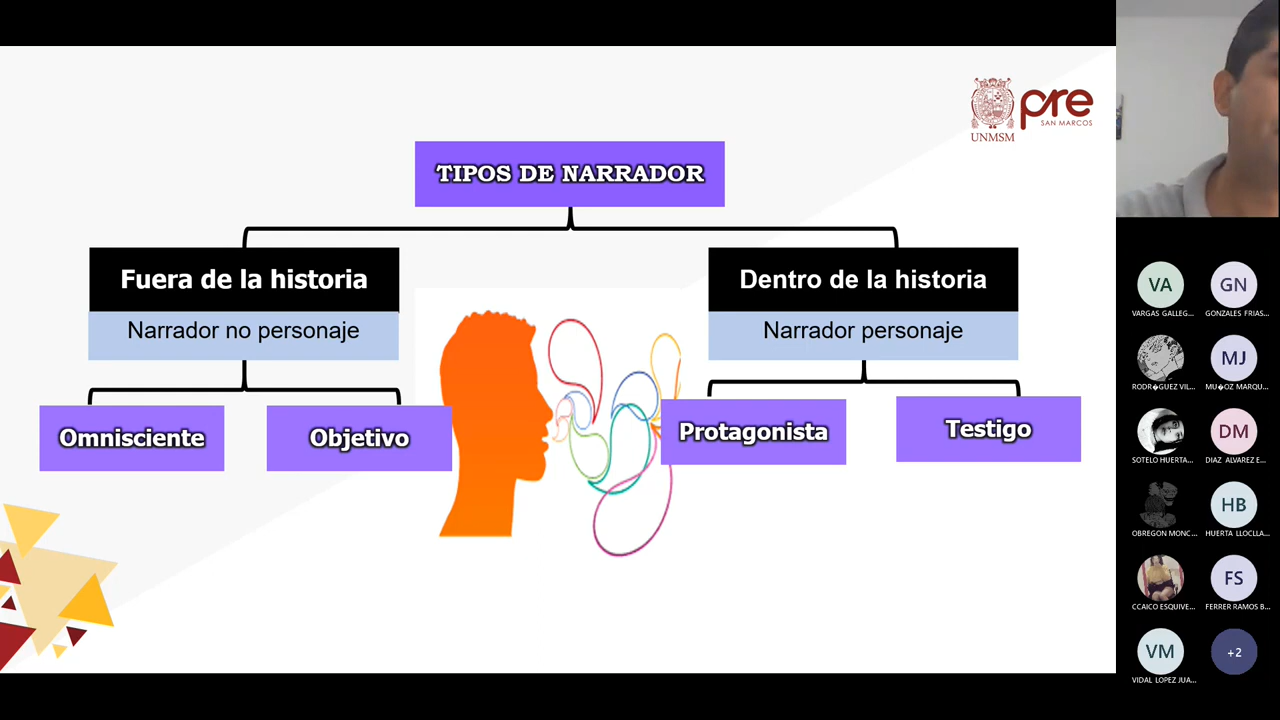 UNMSM
pre
SAN MARCOS
TIPOS DE NARRADOR
Fuera de la historia
Narrador no personaje
Dentro de la historia
Narrador personaje
Omnisciente
Objetivo
Protagonista
Testigo
VA
VARGAS GALLEG...
GN
GONZALES FRIAS...
RODR�GUEZ VIL...
MJ
MU�OZ MARQU...
SOTELO HUERTA...
DM
DIAZ ALVAREZ E...
OBREGON MONC...
HB
HUERTA LLOCLLA...
CCAICO ESQUIVE...
FS
FERRER RAMOS B...
VM
VIDAL LOPEZ JUA...
+2